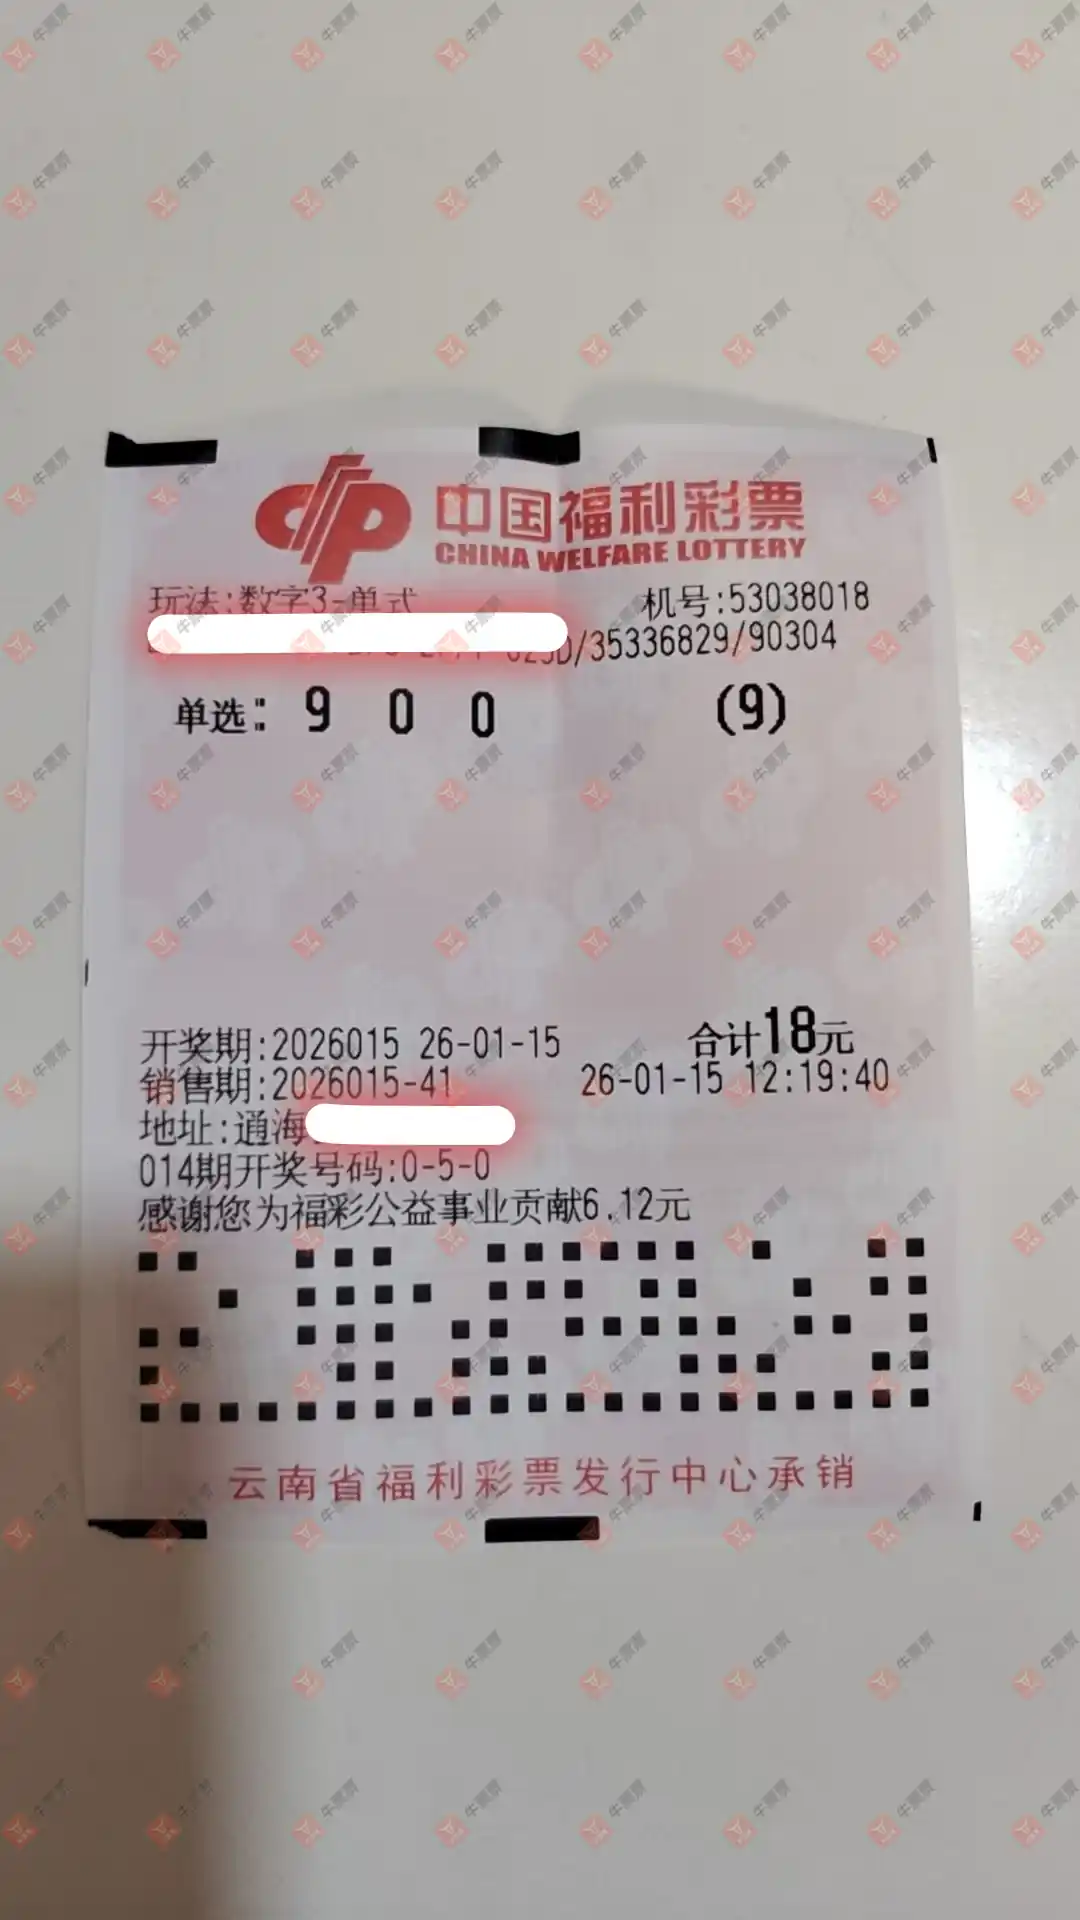 中国福利彩票
CHINA WELFARE LOTTERY
玩法:数字3-单式 机号:53038018
/35336829/90304
单选: 9 0 0 (9)
开奖期:2026015 26-01-15 合计18元
销售期:2026015-41 26-01-15 12:19:40
地址:通海
014期开奖号码:0-5-0
感谢您为福彩公益事业贡献6.12元
云南省福利彩票发行中心承销
牛票票